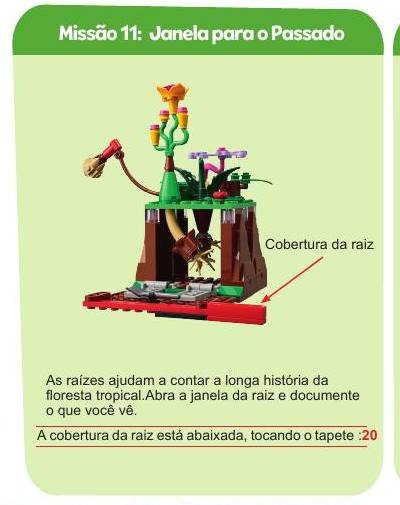 Missão 11: Janela para o Passado
Cobertura da raiz
As raízes ajudam a contar a longa história da
floresta tropical.Abra a janela da raiz e documente
o que você vê.
A cobertura da raiz está abaixada, tocando o tapete :20